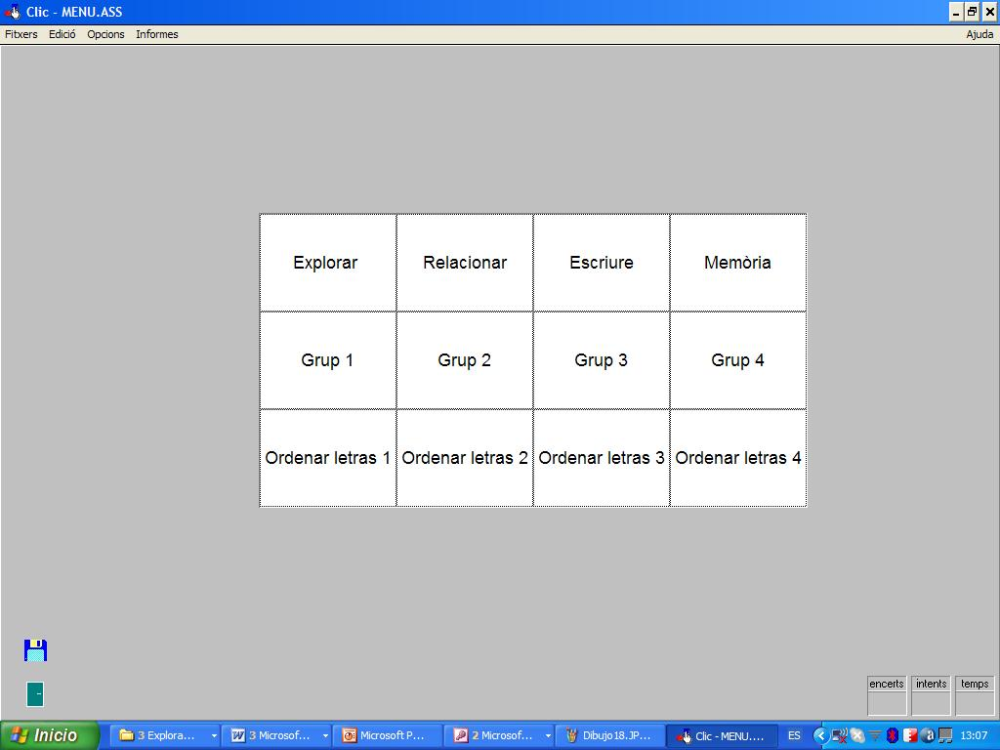 Clic - MENU.ASS
Fitxers Edició Opcions Informes Ajuda
Explorar Relacionar Escriure Memòria
Grup 1 Grup 2 Grup 3 Grup 4
Ordenar letras 1 Ordenar letras 2 Ordenar letras 3 Ordenar letras 4
encerts intents temps
Inicio 3 Explora... 3 Microsof... Microsoft P... 2 Microsof... Dibujo18.JP... Clic - MENU.... ES 13:07